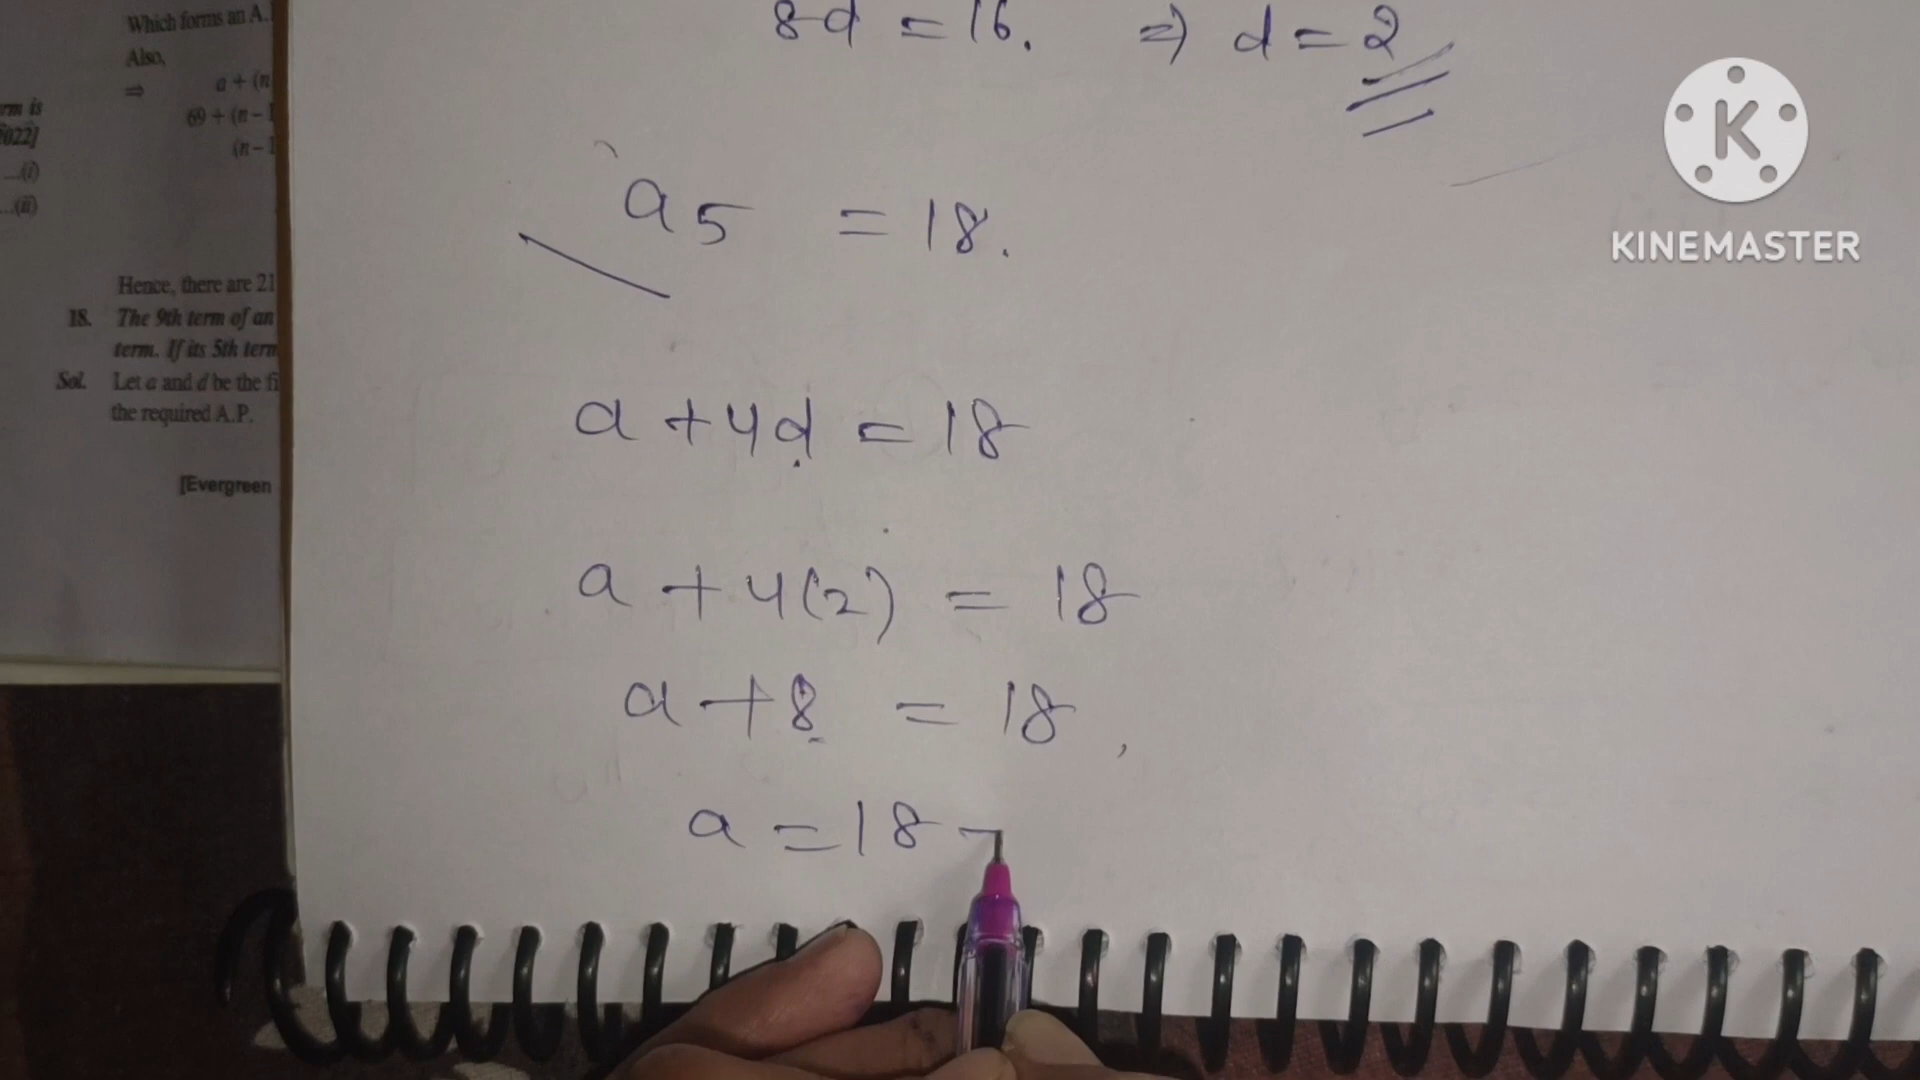 Which forms an A.
Also,
⇒ a + (n
69 + (n – 1
(n – 1
rm is
2022]
...(i)
...(ii)
Hence, there are 21
18. The 9th term of an
term. If its 5th term
Sol. Let a and d be the fi
the required A.P.
[Evergreen
8d = 16. ⇒ d = 2
a5 = 18.
a + 4d = 18
a + 4(2) = 18
a + 8 = 18,
a = 18 –
K
KINEMASTER